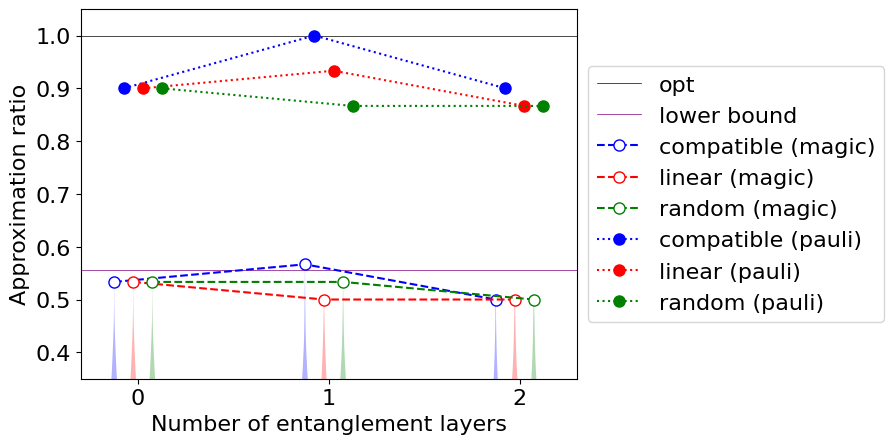 1.0
0.9
0.8
0.7
0.6
0.5
0.4
Approximation ratio
0 1 2
Number of entanglement layers
opt
lower bound
compatible (magic)
linear (magic)
random (magic)
compatible (pauli)
linear (pauli)
random (pauli)